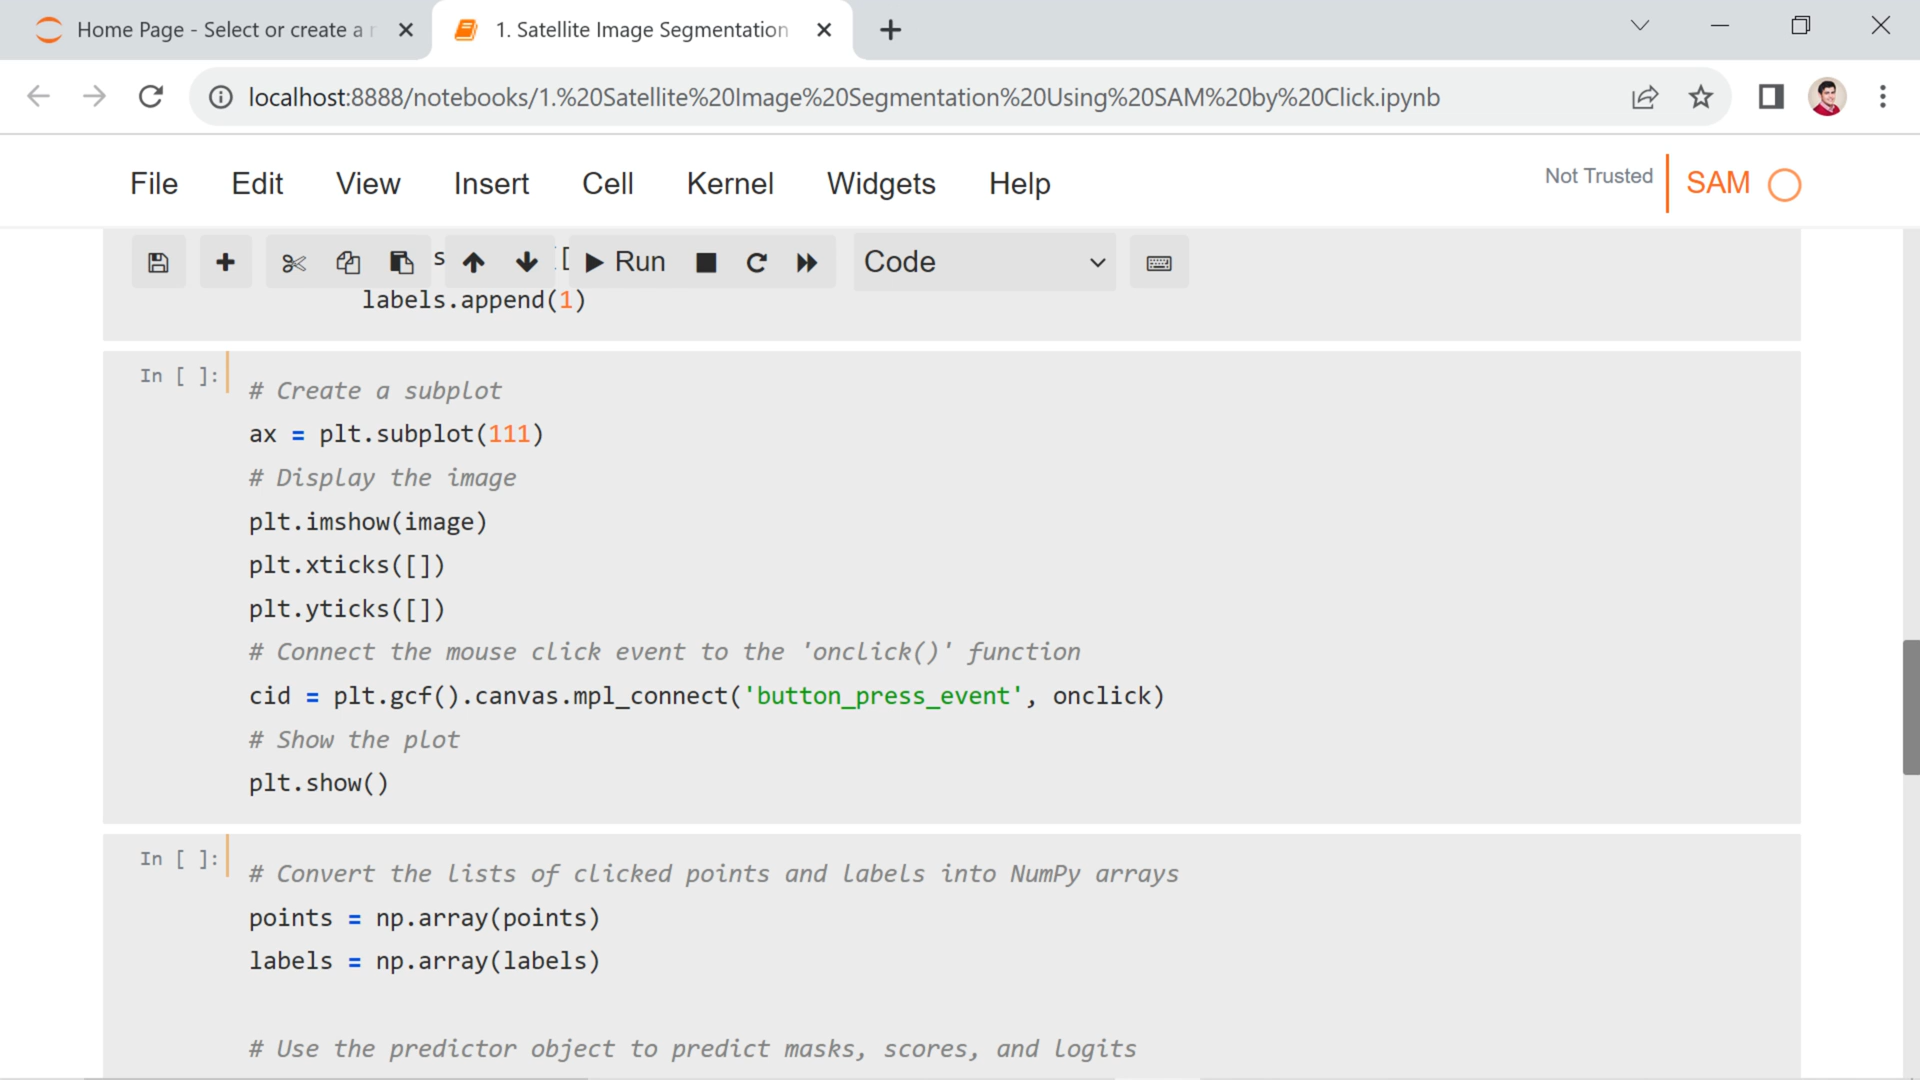 Home Page - Select or create a
1. Satellite Image Segmentation
localhost:8888/notebooks/1.%20Satellite%20Image%20Segmentation%20Using%20SAM%20by%20Click.ipynb
File Edit View Insert Cell Kernel Widgets Help
Not Trusted
SAM
Run
Code
labels.append(1)
In [ ]:
# Create a subplot
ax = plt.subplot(111)
# Display the image
plt.imshow(image)
plt.xticks([])
plt.yticks([])
# Connect the mouse click event to the 'onclick()' function
cid = plt.gcf().canvas.mpl_connect('button_press_event', onclick)
# Show the plot
plt.show()
In [ ]:
# Convert the lists of clicked points and labels into NumPy arrays
points = np.array(points)
labels = np.array(labels)
# Use the predictor object to predict masks, scores, and logits